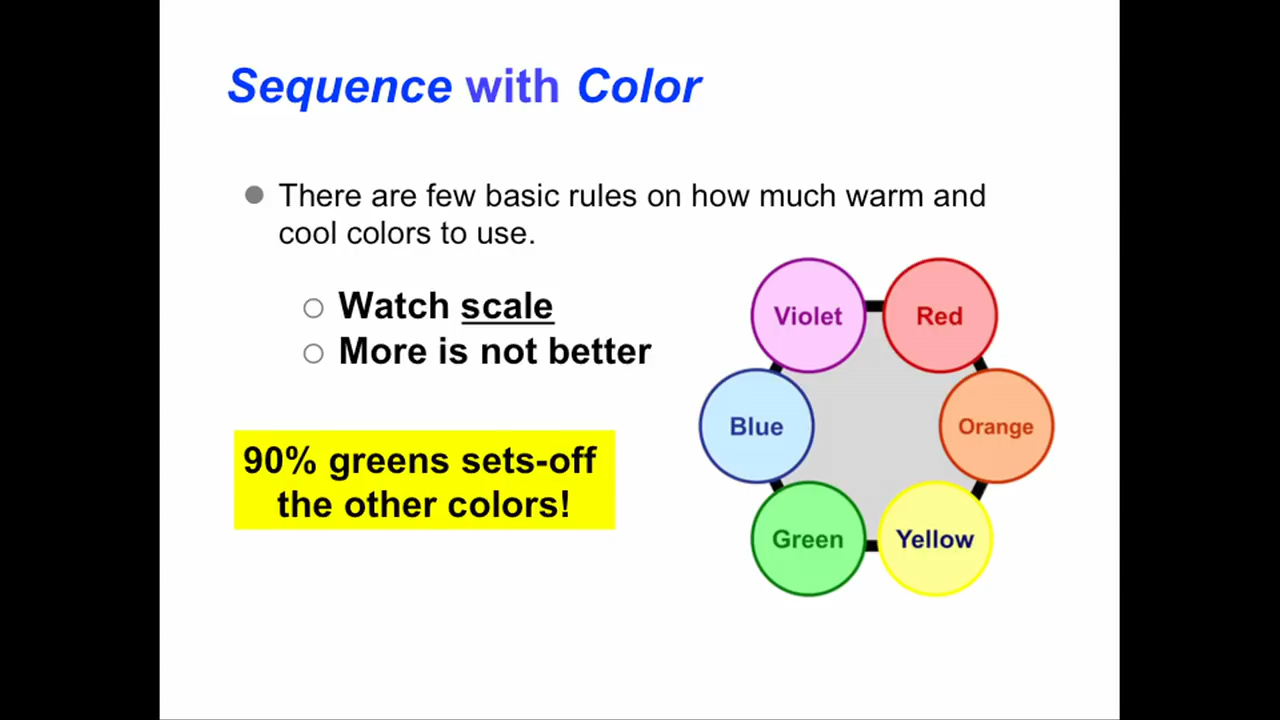 Sequence with Color
There are few basic rules on how much warm and
cool colors to use.
Watch scale
More is not better
90% greens sets-off
the other colors!
Violet
Red
Blue
Orange
Green
Yellow